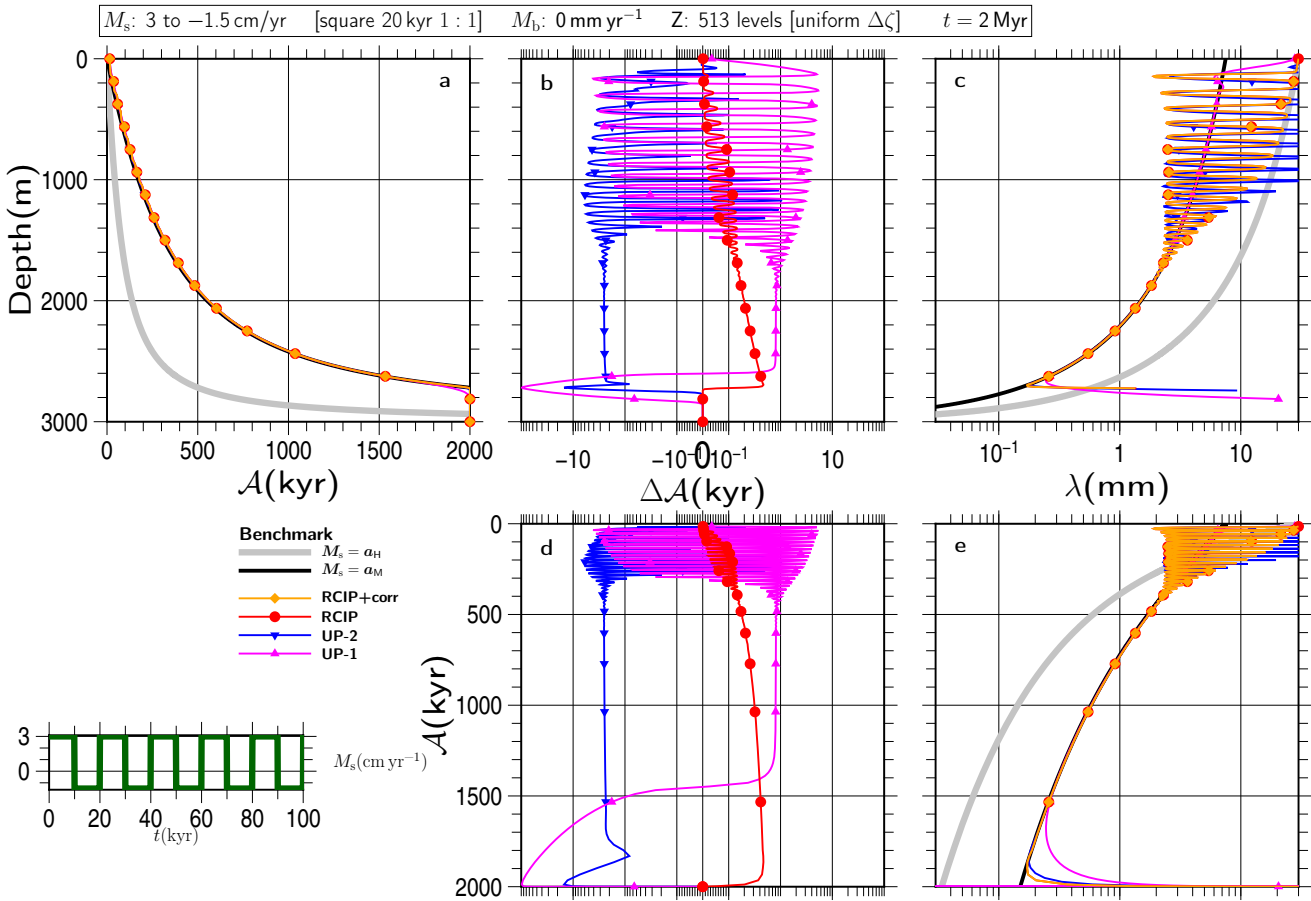 Mₛ: 3 to −1.5 cm/yr [square 20 kyr 1 : 1] M_b: 0 mm yr⁻¹ Z: 513 levels [uniform Δζ] t = 2 Myr
0
1000
2000
3000
Depth(m)
a
0 500 1000 1500 2000
𝒜(kyr)
b
−10 −10⁻¹ 0 10⁻¹ 10
Δ𝒜(kyr)
c
10⁻¹ 1 10
λ(mm)
Benchmark
Mₛ = a_H
Mₛ = a_M
RCIP+corr
RCIP
UP-2
UP-1
3
0
Mₛ(cm yr⁻¹)
0 20 40 60 80 100
t(kyr)
0
500
1000
1500
2000
𝒜(kyr)
d
e